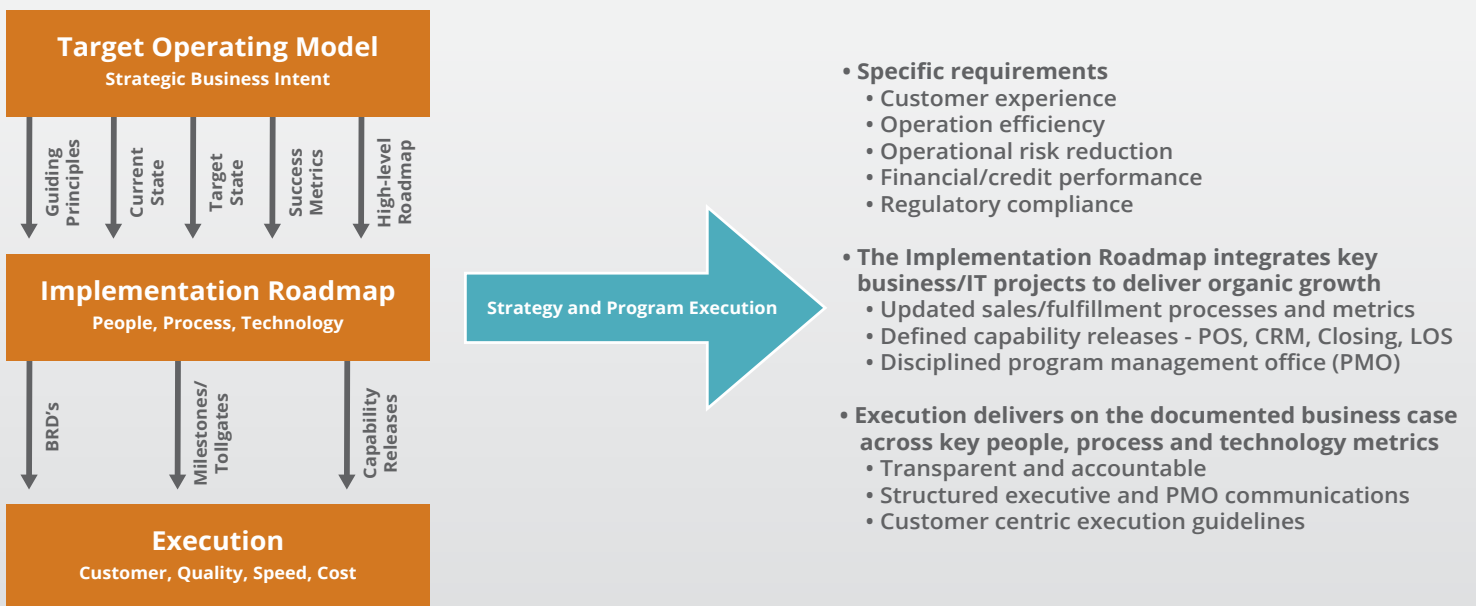 Target Operating Model
Strategic Business Intent
Guiding
Principles
Current
State
Target
State
Success
Metrics
High-level
Roadmap
Implementation Roadmap
People, Process, Technology
BRD's
Milestones/
Tollgates
Capability
Releases
Execution
Customer, Quality, Speed, Cost
Strategy and Program Execution
• Specific requirements
• Customer experience
• Operation efficiency
• Operational risk reduction
• Financial/credit performance
• Regulatory compliance
• The Implementation Roadmap integrates key
business/IT projects to deliver organic growth
• Updated sales/fulfillment processes and metrics
• Defined capability releases - POS, CRM, Closing, LOS
• Disciplined program management office (PMO)
• Execution delivers on the documented business case
across key people, process and technology metrics
• Transparent and accountable
• Structured executive and PMO communications
• Customer centric execution guidelines